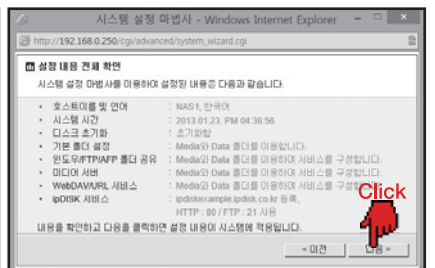 시스템 설정 마법사 - Windows Internet Explorer
http://192.168.0.250/cgi/advanced/system_wizard.cgi
설정 내용 전체 확인
시스템 설정 마법사를 이용하여 설정된 내용은 다음과 같습니다.
• 호스트이름 및 언어 : NAS1, 한국어
• 시스템 시간 : 2013.01.23. PM 04:36:56
• 디스크 초기화 : 초기화함
• 기본 폴더 설정 : Media와 Data 폴더를 이용합니다.
• 윈도우/FTP/AFP 폴더 공유 : Media와 Data 폴더를 이용하여 서비스를 구성합니다.
• 미디어 서버 : Media와 Data 폴더를 이용하여 서비스를 구성합니다.
• WebDAV/URL 서비스 : Media와 Data 폴더를 이용하여 서비스를 구성합니다.
• ipDISK 서비스 : ipdiskexample.ipdisk.co.kr 등록,
HTTP : 80 / FTP : 21 사용
Click
내용을 확인하고 다음을 클릭하면 설정 내용이 시스템에 적용됩니다.
< 이전 다음 >